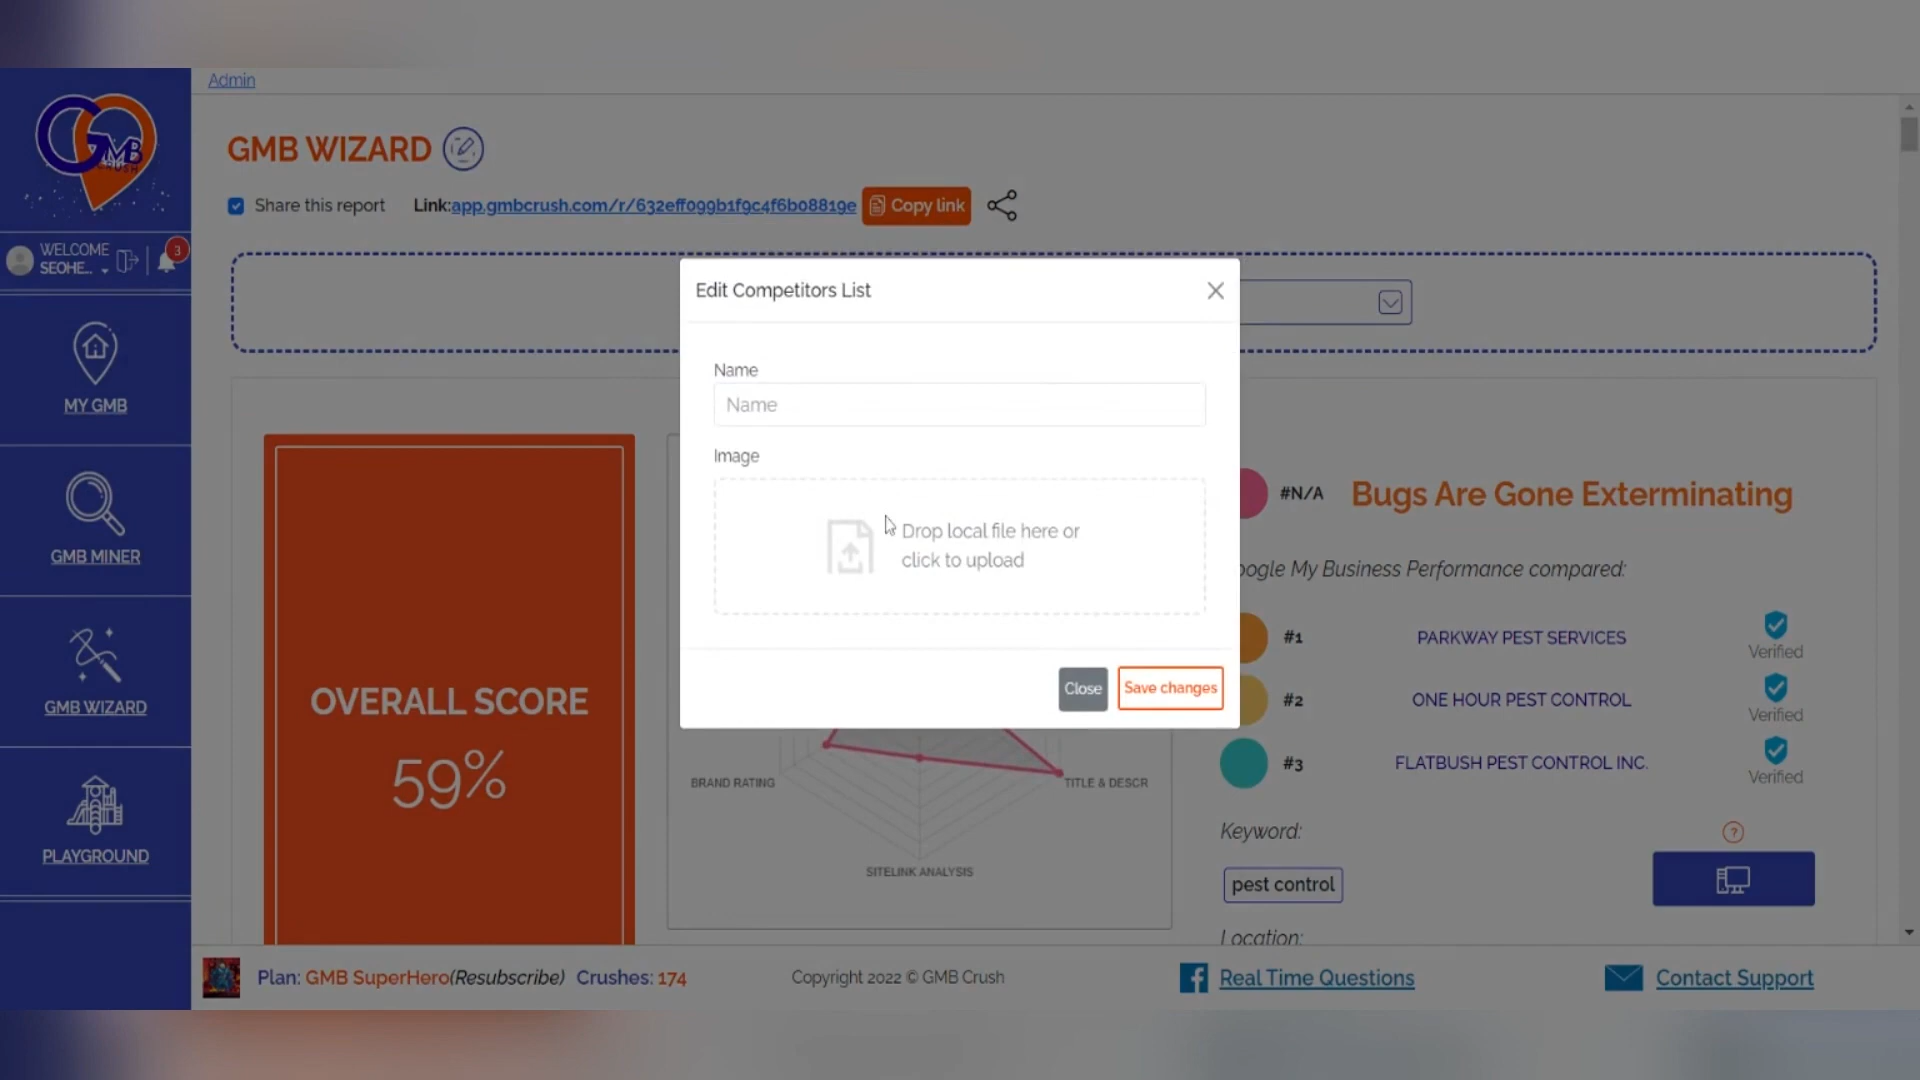 Admin
GMB
CRUSH
GMB WIZARD
Share this report
Link:app.gmbcrush.com/r/632eff099b1f9c4f6b08819e
Copy link
WELCOME
SEOHE...
3
MY GMB
GMB MINER
GMB WIZARD
PLAYGROUND
Edit Competitors List
Name
Name
Image
Drop local file here or
click to upload
Close
Save changes
OVERALL SCORE
59%
BRAND RATING
TITLE & DESCR
SITELINK ANALYSIS
#N/A Bugs Are Gone Exterminating
oogle My Business Performance compared:
#1 PARKWAY PEST SERVICES
Verified
#2 ONE HOUR PEST CONTROL
Verified
#3 FLATBUSH PEST CONTROL INC.
Verified
Keyword:
?
pest control
Location:
Plan: GMB SuperHero(Resubscribe) Crushes: 174
Copyright 2022 © GMB Crush
Real Time Questions
Contact Support